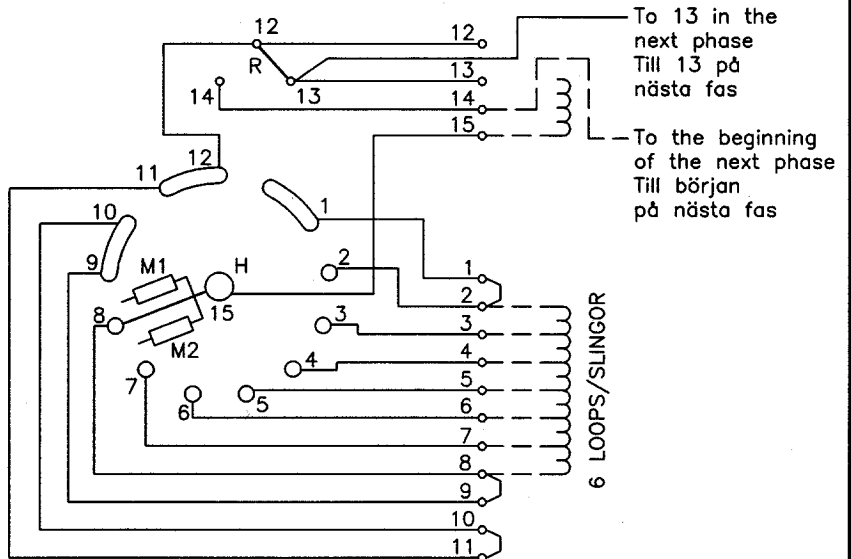 To 13 in the
next phase
Till 13 på
nästa fas
12
12
R
13
14
13
14
15
To the beginning
of the next phase
Till början
på nästa fas
12
11
10
1
9
M1
H
2
1
2
15
8
3
3
M2
4
4
7
5
5
6
6
7
8
9
10
11
6 LOOPS/SLINGOR